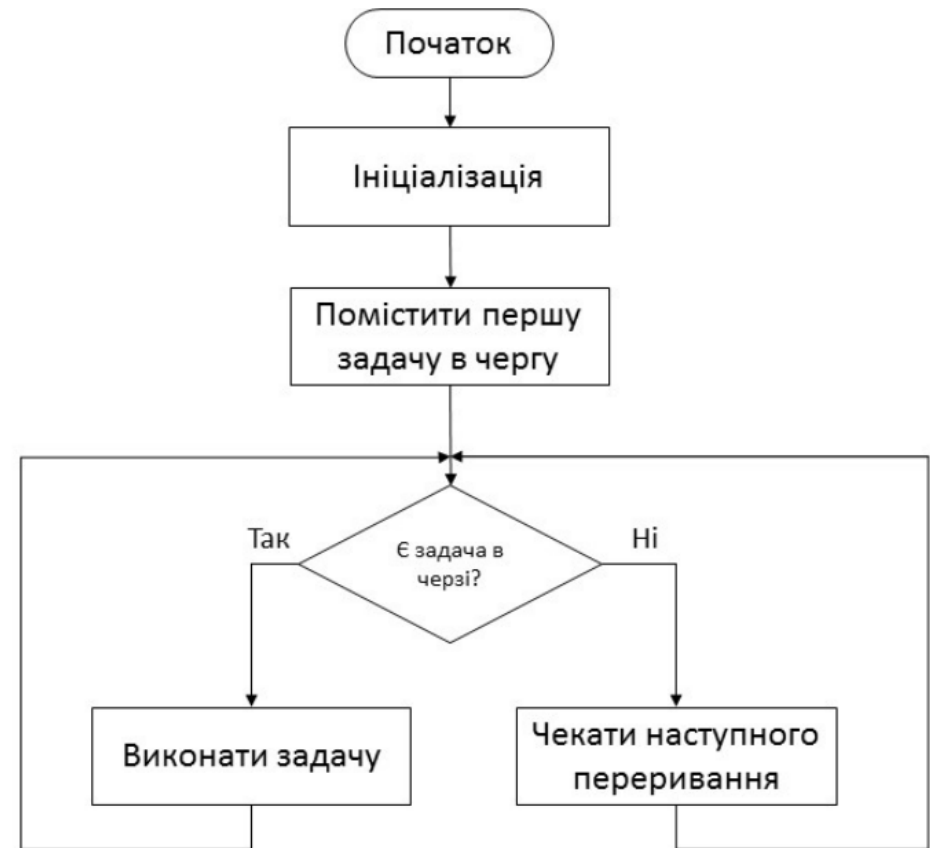 Початок
Ініціалізація
Помістити першу
задачу в чергу
Так
Є задача в
черзі?
Ні
Виконати задачу
Чекати наступного
переривання